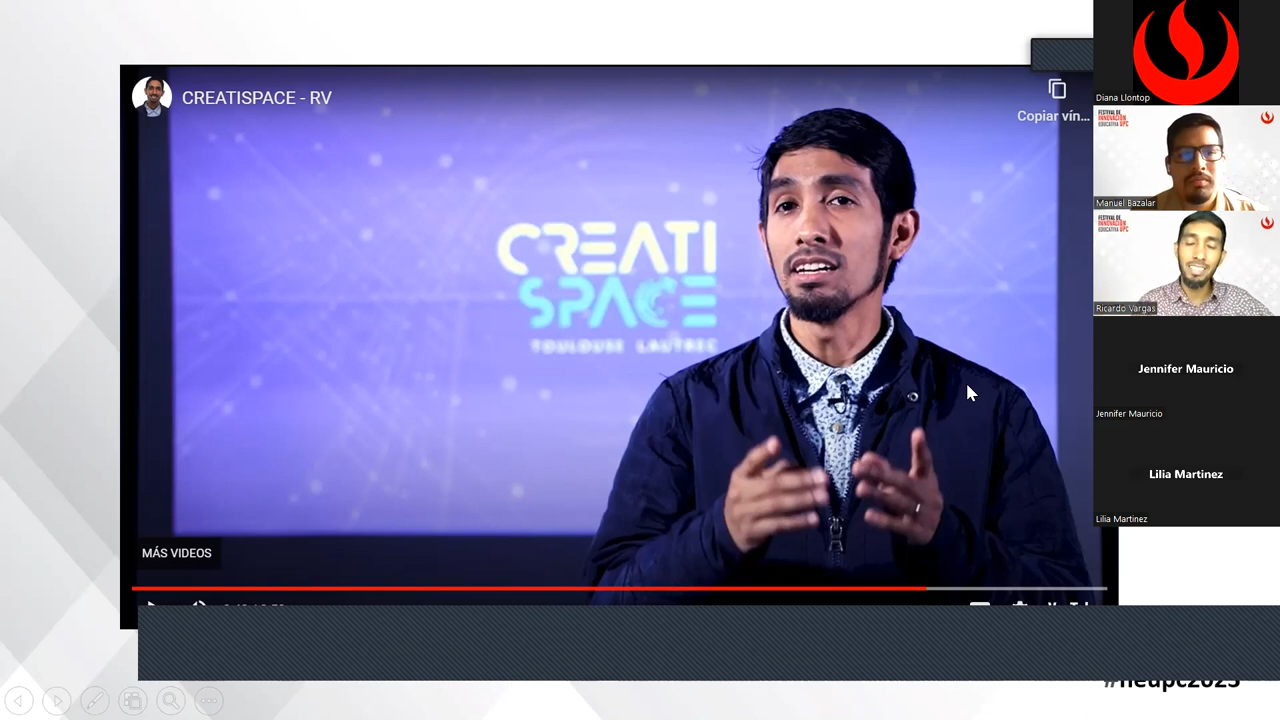 CREATISPACE - RV
Copiar vín...
CREATI
SPACE
TOULOUSE LAUTREC
MÁS VIDEOS
Diana Llontop
FESTIVAL DE
INNOVACIÓN
EDUCATIVA UPC
Manuel Bazalar
FESTIVAL DE
INNOVACIÓN
EDUCATIVA UPC
Ricardo Vargas
Jennifer Mauricio
Jennifer Mauricio
Lilia Martinez
Lilia Martinez